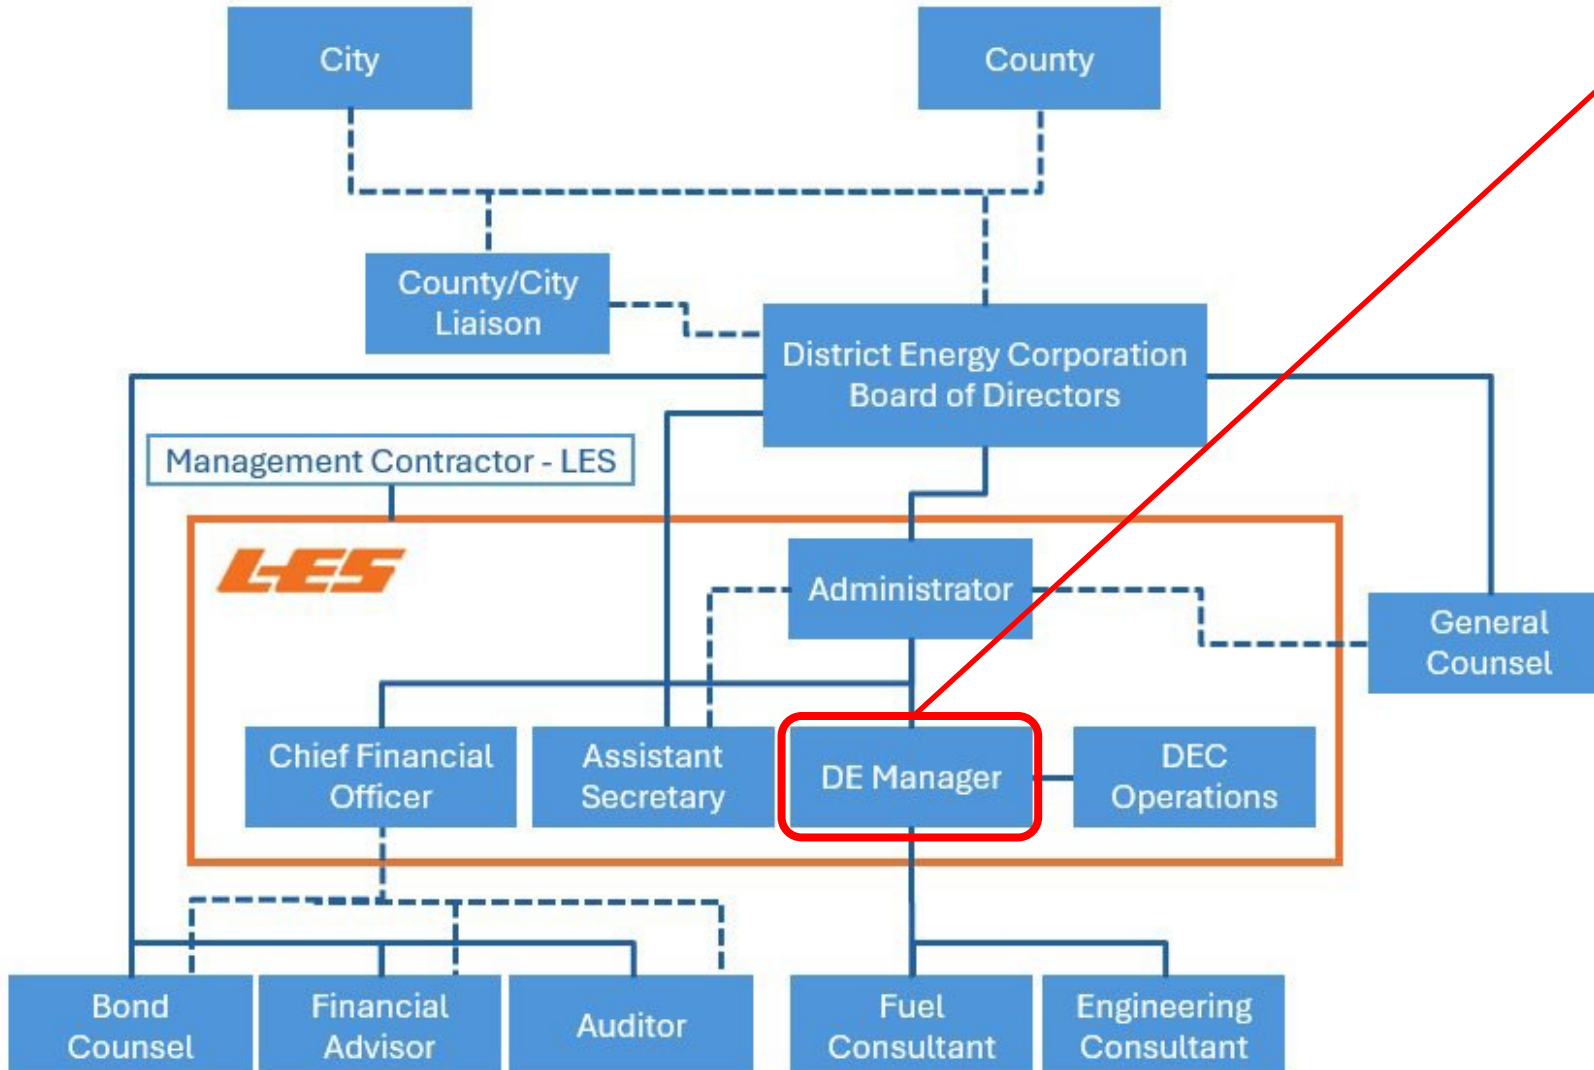 City
County
County/City
Liaison
District Energy Corporation
Board of Directors
Management Contractor - LES
LES
Administrator
General
Counsel
Chief Financial
Officer
Assistant
Secretary
DE Manager
DEC
Operations
Bond
Counsel
Financial
Advisor
Auditor
Fuel
Consultant
Engineering
Consultant